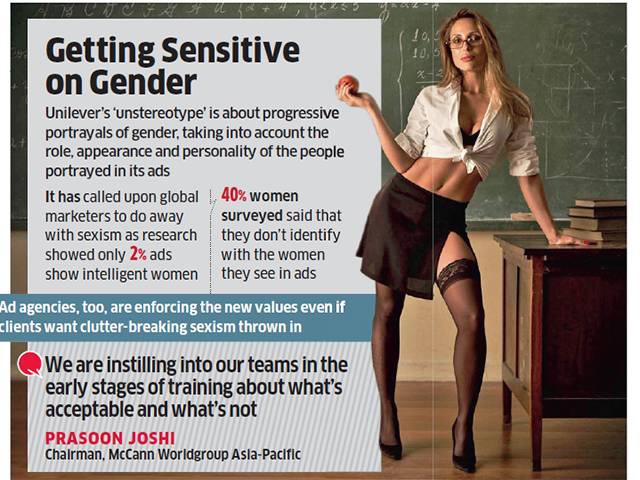 Getting Sensitive
on Gender
Unilever's 'unstereotype' is about progressive
portrayals of gender, taking into account the
role, appearance and personality of the people
portrayed in its ads
It has called upon global
marketers to do away
with sexism as research
showed only 2% ads
show intelligent women
40% women
surveyed said that
they don't identify
with the women
they see in ads
Ad agencies, too, are enforcing the new values even if
clients want clutter-breaking sexism thrown in
We are instilling into our teams in the
early stages of training about what's
acceptable and what's not
PRASOON JOSHI
Chairman, McCann Worldgroup Asia-Pacific